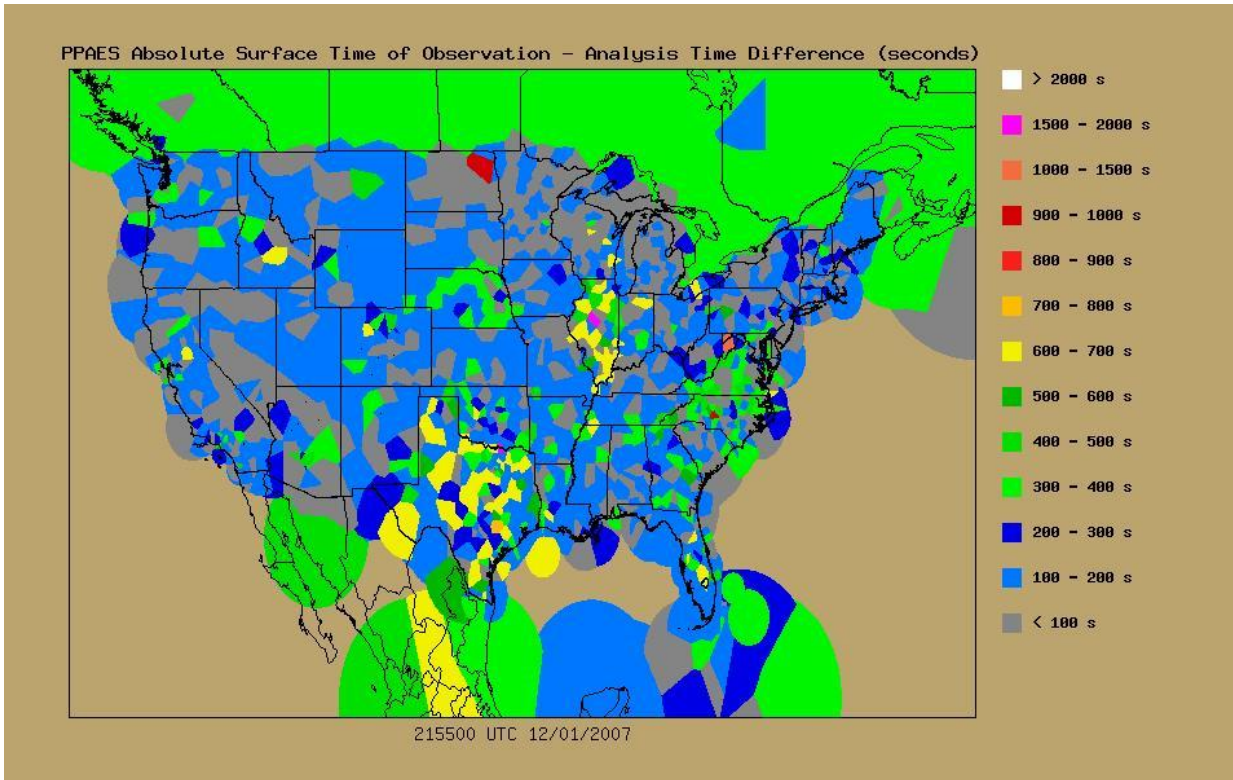 PPAES Absolute Surface Time of Observation - Analysis Time Difference (seconds)
> 2000 s
1500 - 2000 s
1000 - 1500 s
900 - 1000 s
800 - 900 s
700 - 800 s
600 - 700 s
500 - 600 s
400 - 500 s
300 - 400 s
200 - 300 s
100 - 200 s
< 100 s
215500 UTC 12/01/2007